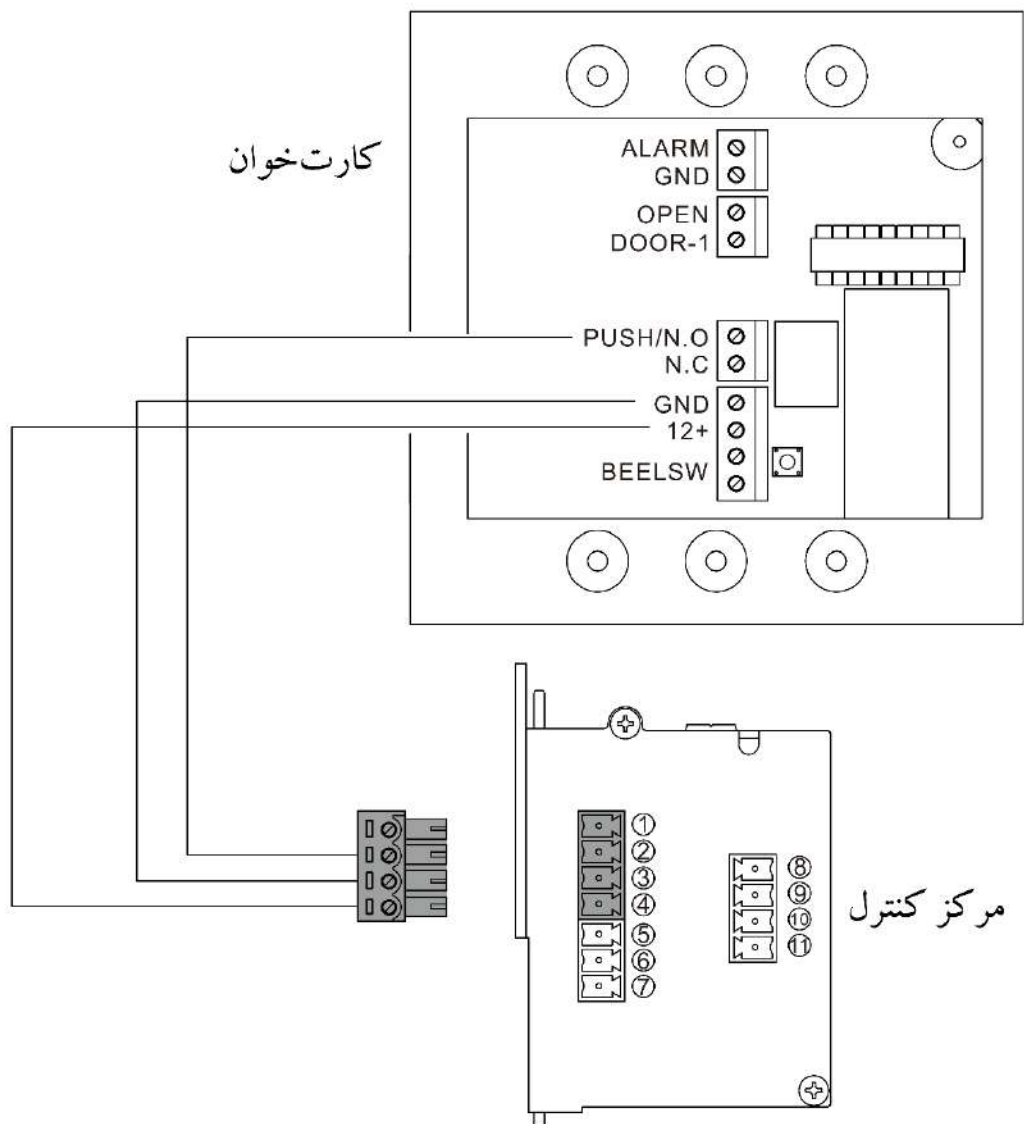 کارت‌خوان
ALARM
GND
OPEN
DOOR-1
PUSH/N.O
N.C
GND
12+
BEELSW
①
②
③
④
⑤
⑥
⑦
⑧
⑨
⑩
⑪
مرکز کنترل